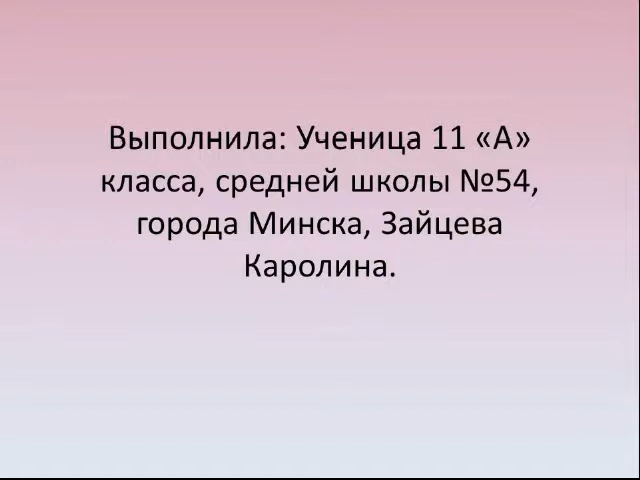 Выполнила: Ученица 11 «А»
класса, средней школы №54,
города Минска, Зайцева
Каролина.